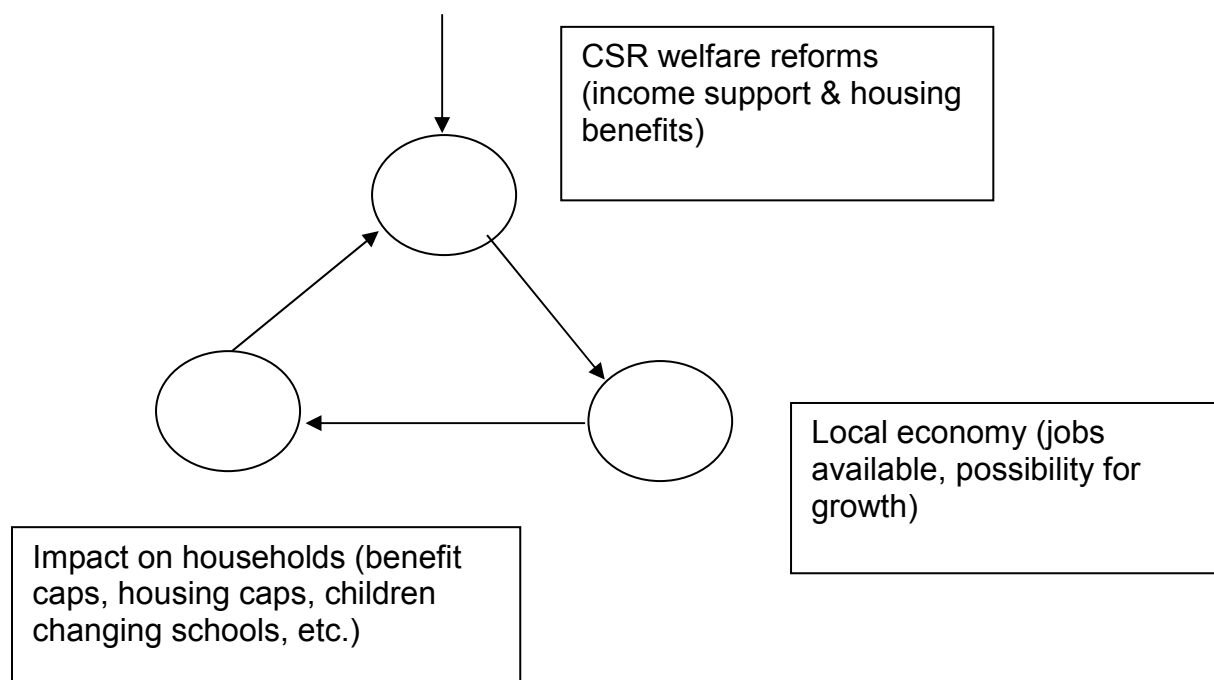 CSR welfare reforms
(income support & housing
benefits)
Local economy (jobs
available, possibility for
growth)
Impact on households (benefit
caps, housing caps, children
changing schools, etc.)